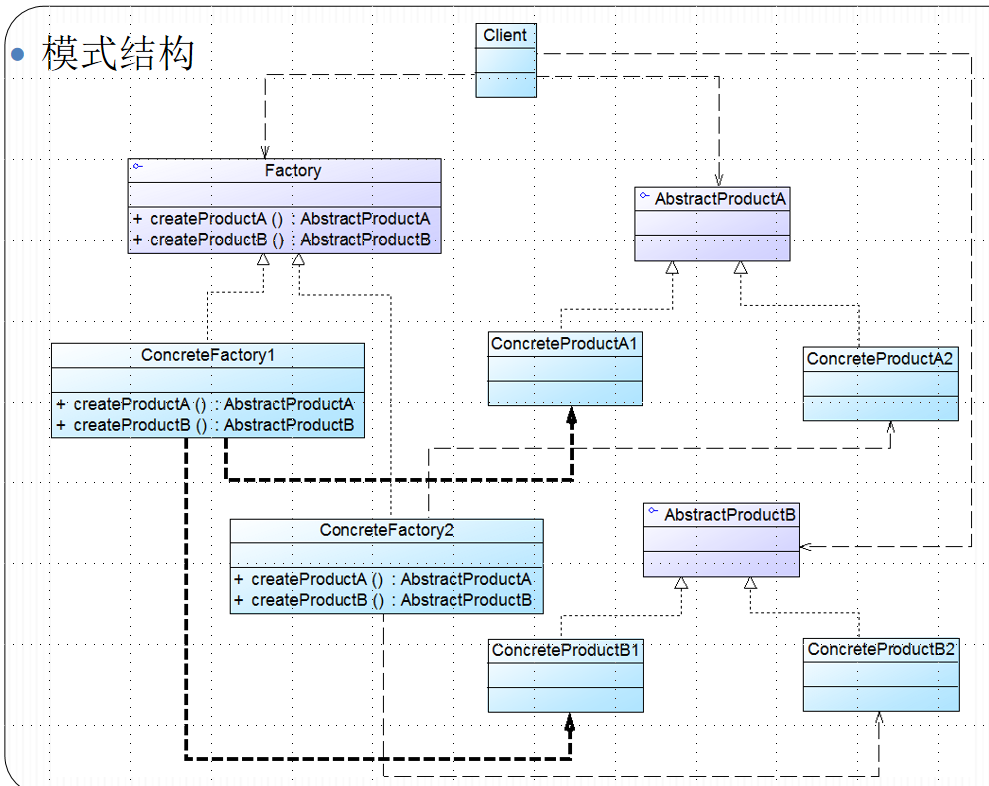 模式结构
Client
Factory
+ createProductA () : AbstractProductA
+ createProductB () : AbstractProductB
AbstractProductA
ConcreteFactory1
+ createProductA () : AbstractProductA
+ createProductB () : AbstractProductB
ConcreteProductA1
ConcreteProductA2
ConcreteFactory2
+ createProductA () : AbstractProductA
+ createProductB () : AbstractProductB
AbstractProductB
ConcreteProductB1
ConcreteProductB2